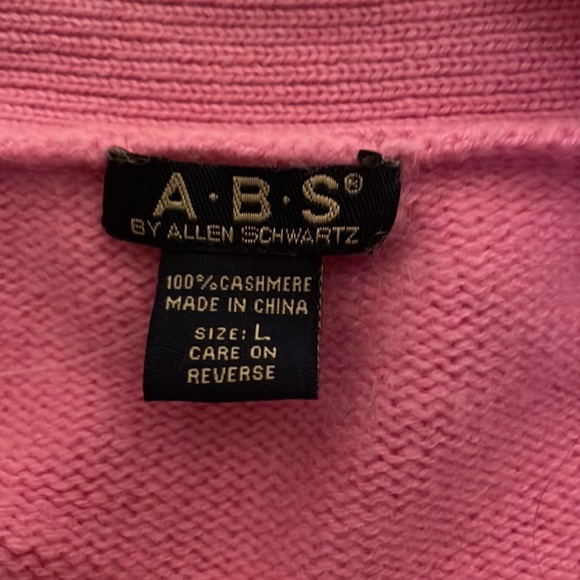 A·B·S®
BY ALLEN SCHWARTZ
100% CASHMERE
MADE IN CHINA
SIZE: L
CARE ON
REVERSE